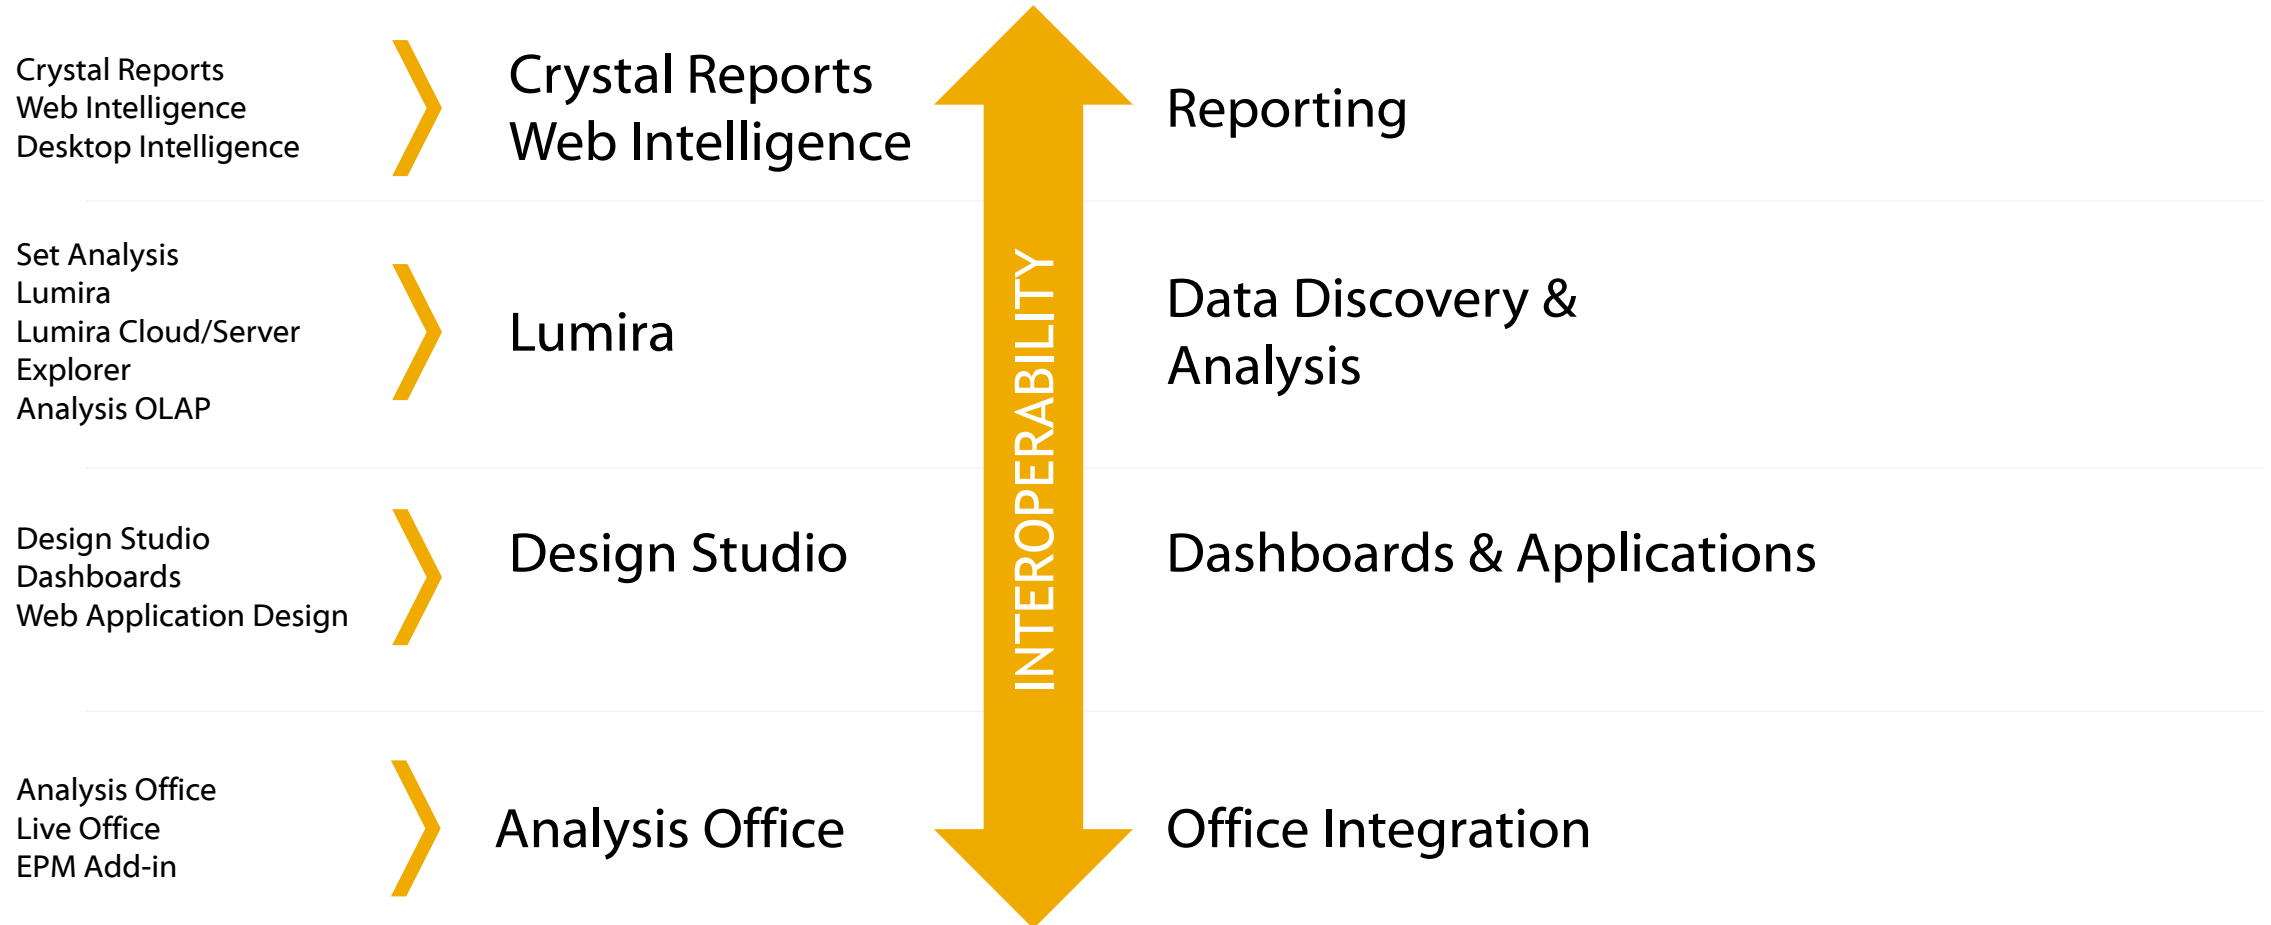 Crystal Reports
Web Intelligence
Desktop Intelligence
Crystal Reports
Web Intelligence
Reporting
Set Analysis
Lumira
Lumira Cloud/Server
Explorer
Analysis OLAP
Lumira
INTEROPERABILITY
Data Discovery &
Analysis
Design Studio
Dashboards
Web Application Design
Design Studio
Dashboards & Applications
Analysis Office
Live Office
EPM Add-in
Analysis Office
Office Integration